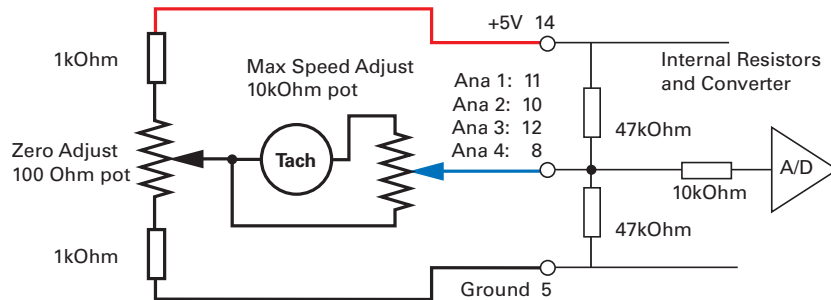 +5V 14
1kOhm
Max Speed Adjust
10kOhm pot
Internal Resistors
and Converter
Ana 1: 11
Ana 2: 10
Ana 3: 12
Ana 4: 8
47kOhm
Zero Adjust
100 Ohm pot
Tach
A/D
10kOhm
1kOhm
47kOhm
Ground 5